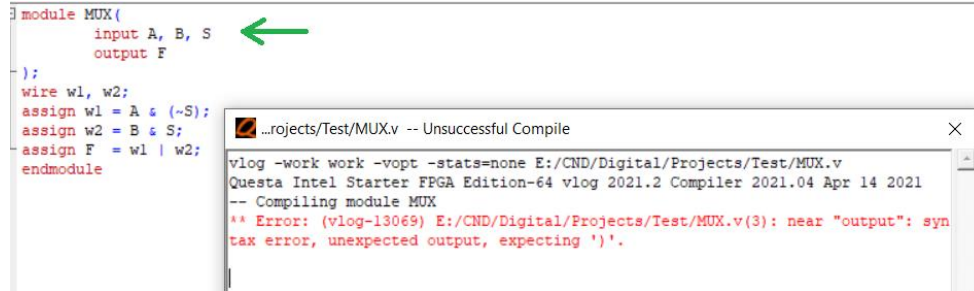 module MUX(
input A, B, S
output F
);
wire w1, w2;
assign w1 = A & (~S);
assign w2 = B & S;
assign F = w1 | w2;
endmodule
...rojects/Test/MUX.v -- Unsuccessful Compile
vlog -work work -vopt -stats=none E:/CND/Digital/Projects/Test/MUX.v
Questa Intel Starter FPGA Edition-64 vlog 2021.2 Compiler 2021.04 Apr 14 2021
-- Compiling module MUX
** Error: (vlog-13069) E:/CND/Digital/Projects/Test/MUX.v(3): near "output": syn
tax error, unexpected output, expecting ')'.